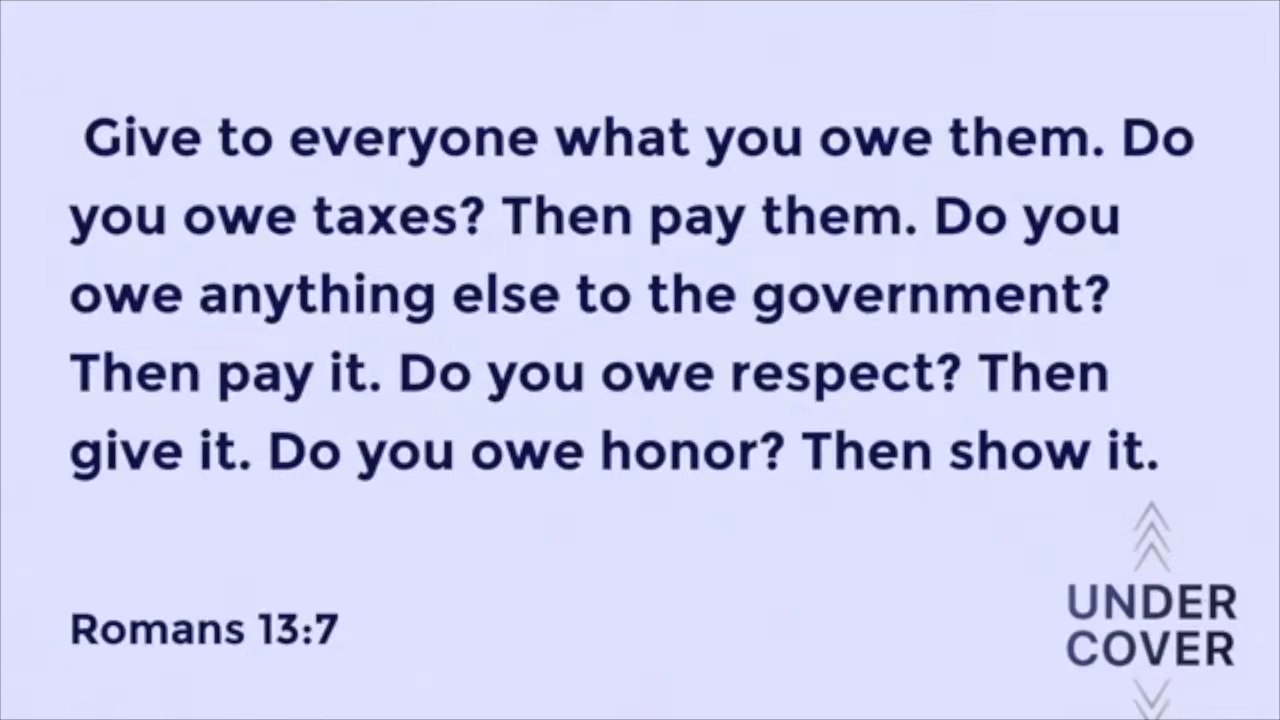 Give to everyone what you owe them. Do
you owe taxes? Then pay them. Do you
owe anything else to the government?
Then pay it. Do you owe respect? Then
give it. Do you owe honor? Then show it.
Romans 13:7
UNDER
COVER